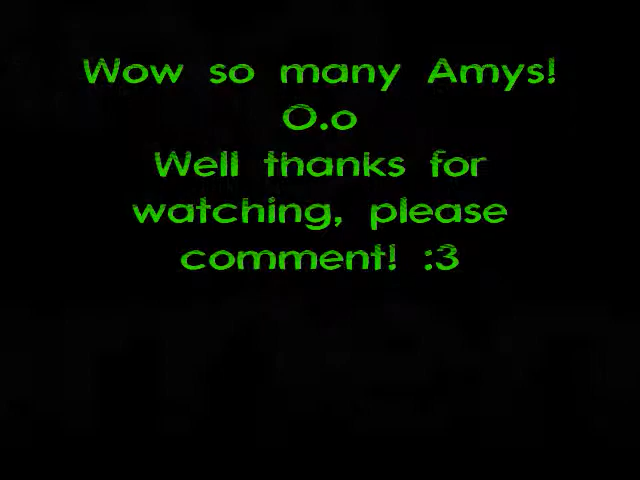 Wow so many Amys!
O.o
Well thanks for
watching, please
comment! :3